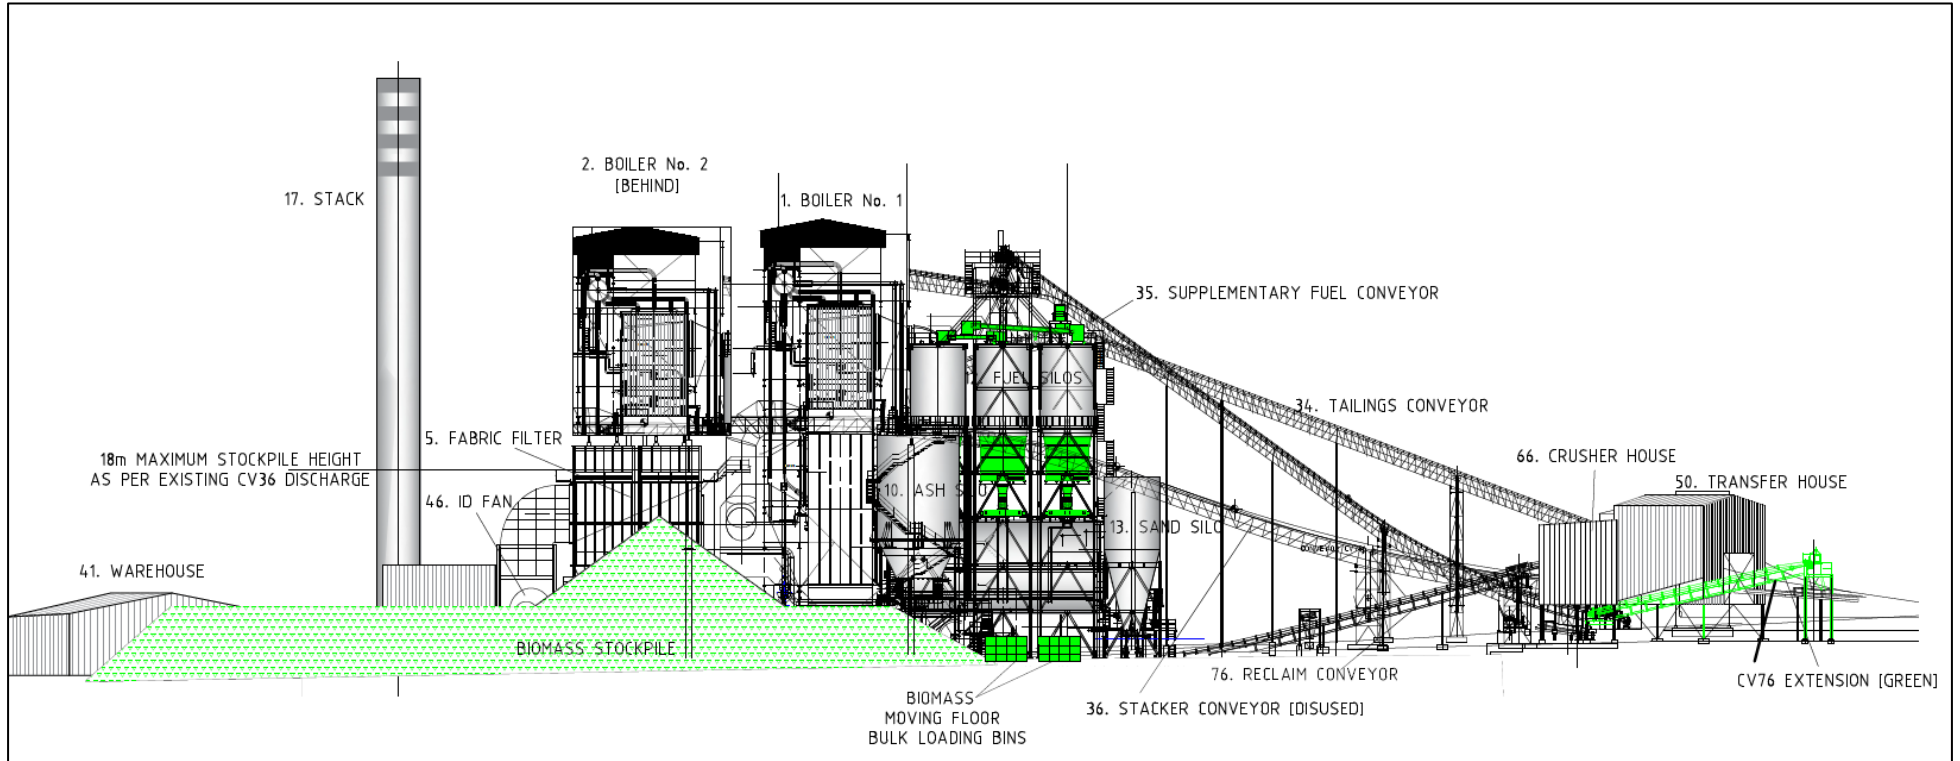 2. BOILER No. 2
[BEHIND]
17. STACK
1. BOILER No. 1
35. SUPPLEMENTARY FUEL CONVEYOR
12. FUEL SILOS
34. TAILINGS CONVEYOR
5. FABRIC FILTER
18m MAXIMUM STOCKPILE HEIGHT
AS PER EXISTING CV36 DISCHARGE
66. CRUSHER HOUSE
50. TRANSFER HOUSE
46. ID FAN
10. ASH SILO
13. SAND SILO
41. WAREHOUSE
BIOMASS STOCKPILE
76. RECLAIM CONVEYOR
CV76 EXTENSION [GREEN]
BIOMASS
MOVING FLOOR
BULK LOADING BINS
36. STACKER CONVEYOR [DISUSED]